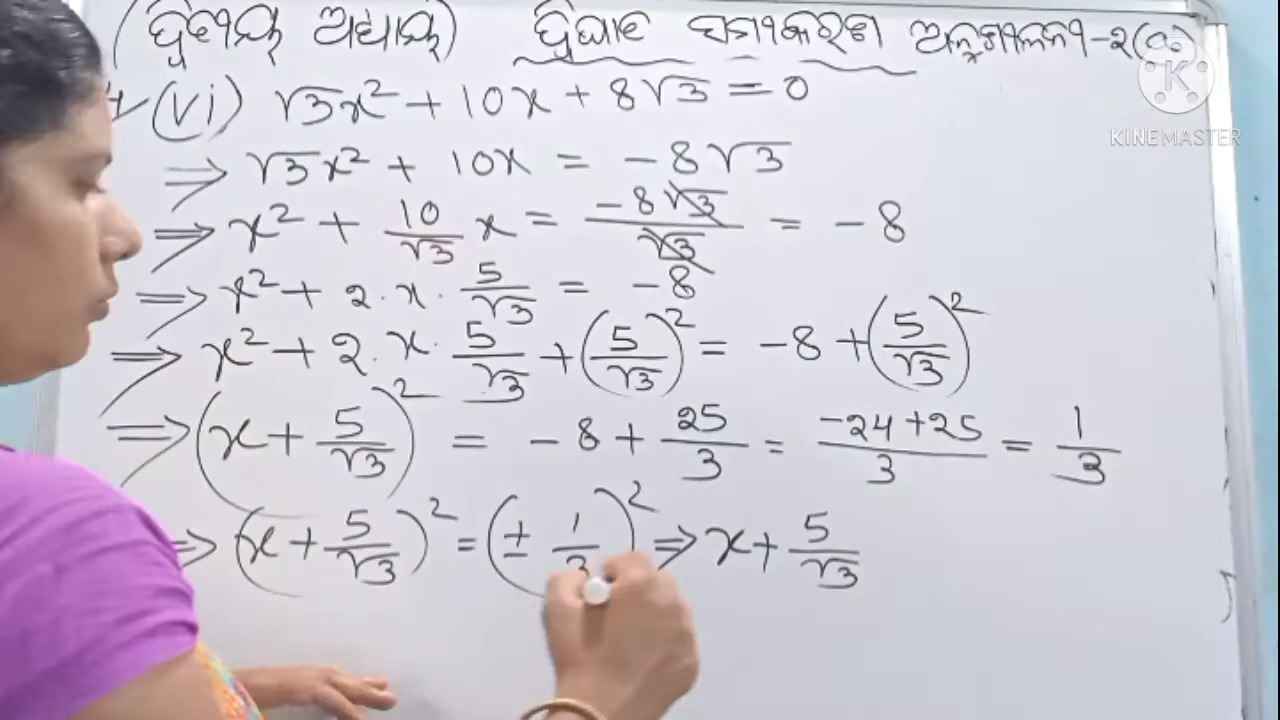 (ଦ୍ୱିତୀୟ ଅଧ୍ୟାୟ) ଦ୍ୱିଘାତ ସମୀକରଣ ଅନୁଶୀଳନୀ-୨(a)
(vi) √3x² + 10x + 8√3 = 0
⇒ √3x² + 10x = -8√3
⇒ x² + 10/√3 x = -8√3/√3 = -8
⇒ x² + 2·x· 5/√3 = -8
⇒ x² + 2·x· 5/√3 + (5/√3)² = -8 + (5/√3)²
⇒ (x + 5/√3)² = -8 + 25/3 = -24+25/3 = 1/3
⇒ (x + 5/√3)² = (± 1/3)² ⇒ x + 5/√3
KINEMASTER